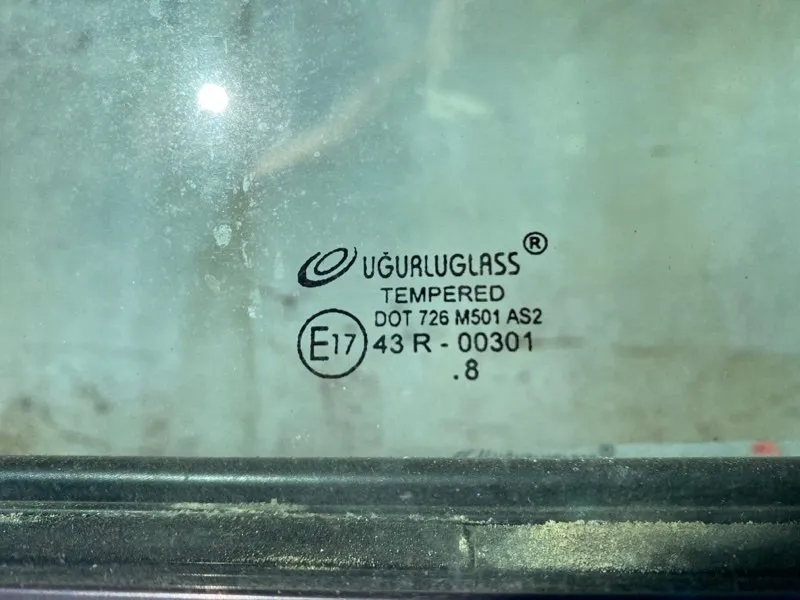 UĞURLUGLASS®
TEMPERED
DOT 726 M501 AS2
E17 43 R - 00301
.8